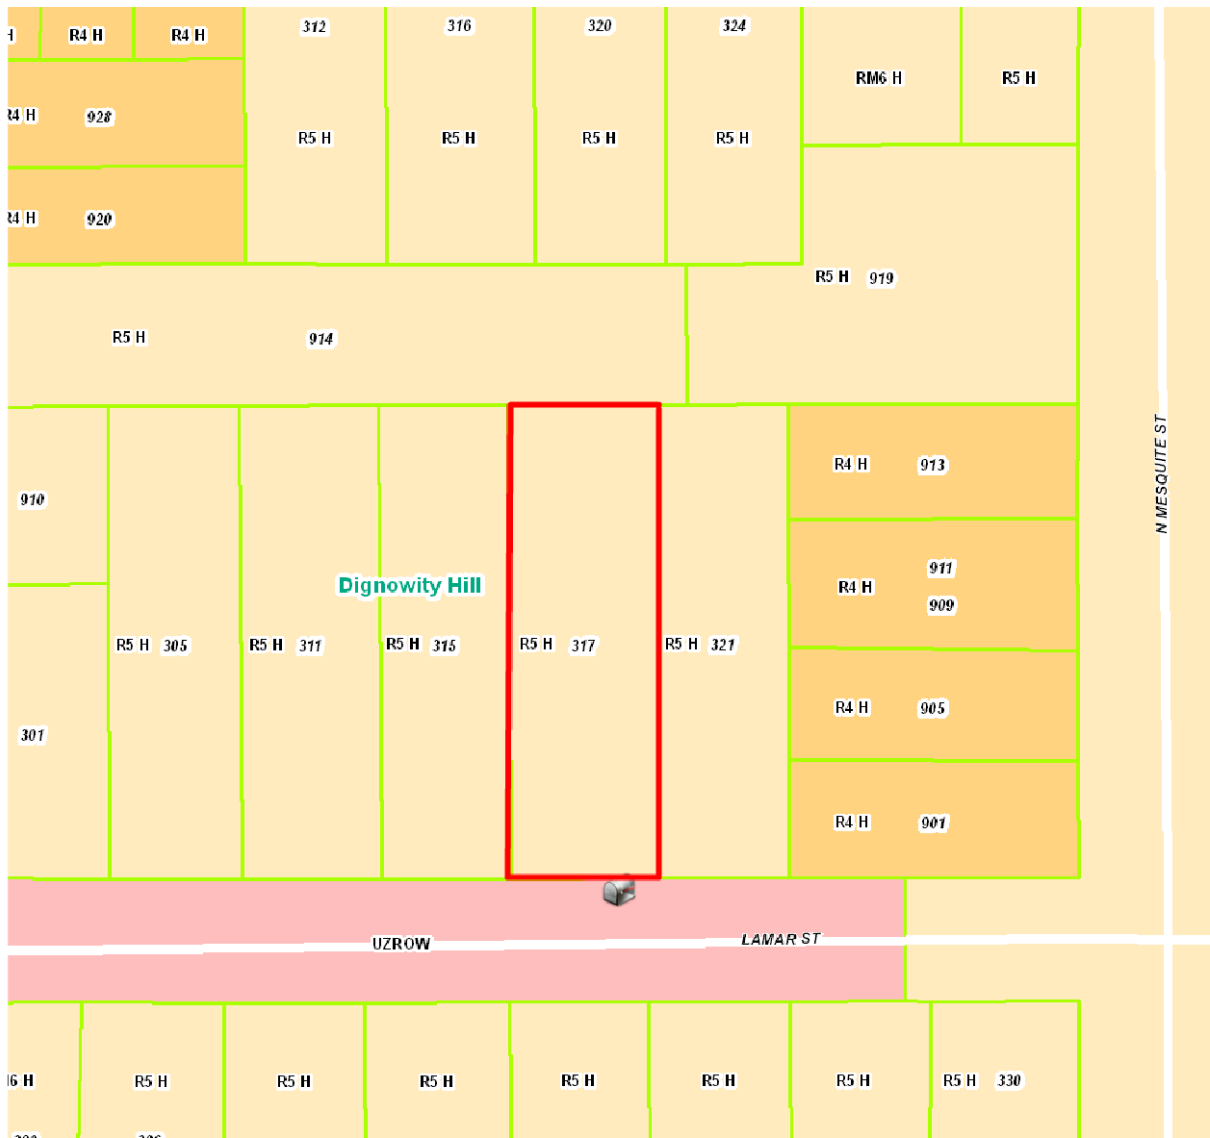 312 316 320 324
R4 H R4 H
RM6 H R5 H
R4 H 928
R5 H R5 H R5 H R5 H
R4 H 920
R5 H 919
R5 H 914
R4 H 913
N MESQUITE ST
910
911
Dignowity Hill
R4 H
909
R5 H 305 R5 H 311 R5 H 315 R5 H 317 R5 H 321
R4 H 905
301
R4 H 901
UZROW LAMAR ST
R5 H R5 H R5 H R5 H R5 H R5 H R5 H 330